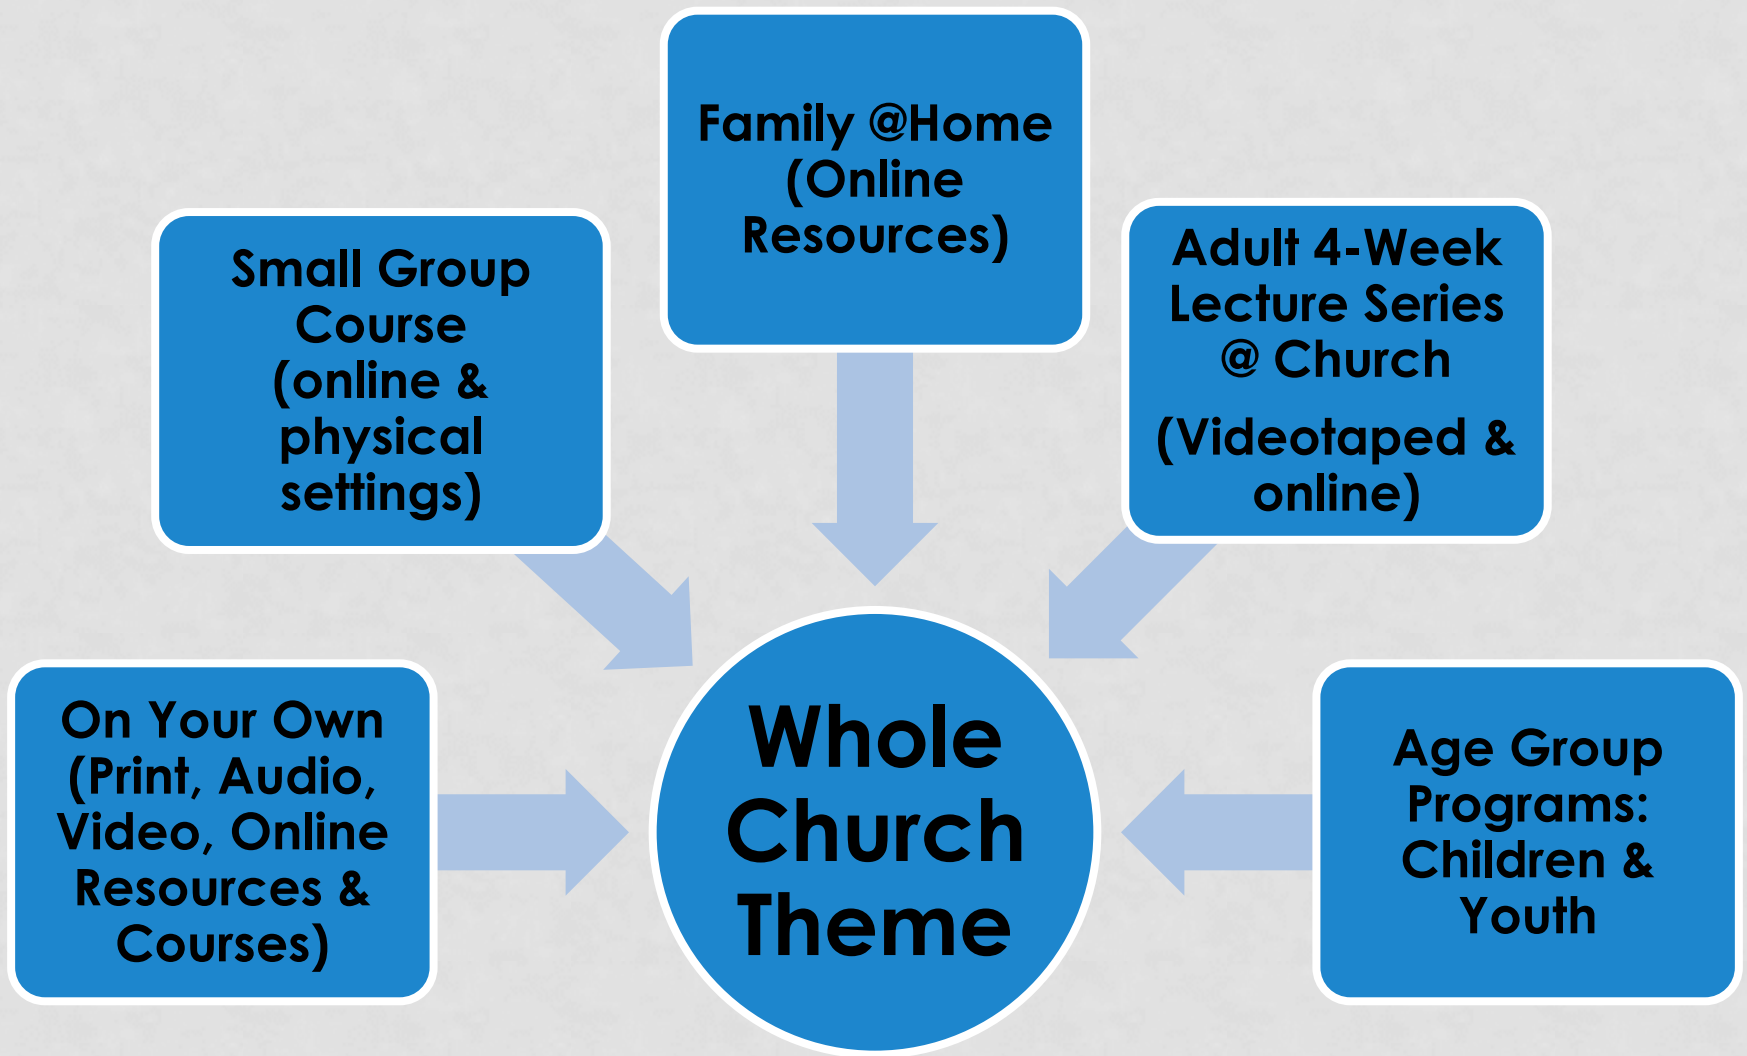 Family @Home
(Online
Resources)
Small Group
Course
(online &
physical
settings)
Adult 4-Week
Lecture Series
@ Church
(Videotaped &
online)
On Your Own
(Print, Audio,
Video, Online
Resources &
Courses)
Whole
Church
Theme
Age Group
Programs:
Children &
Youth